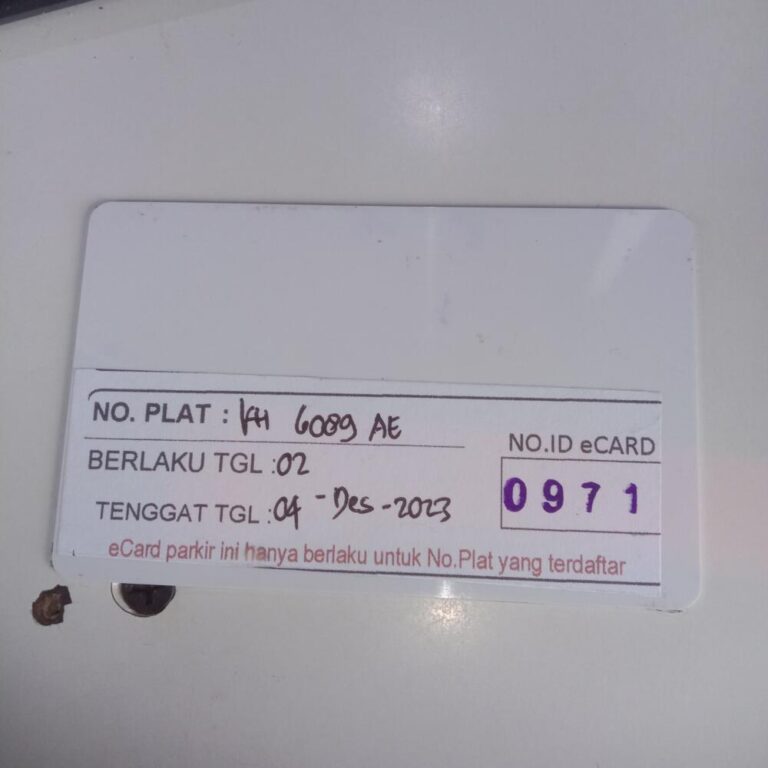 NO. PLAT : KH 6089 AE
NO.ID eCARD
BERLAKU TGL : 02
0971
TENGGAT TGL : 04 - Des - 2023
eCard parkir ini hanya berlaku untuk No.Plat yang terdaftar